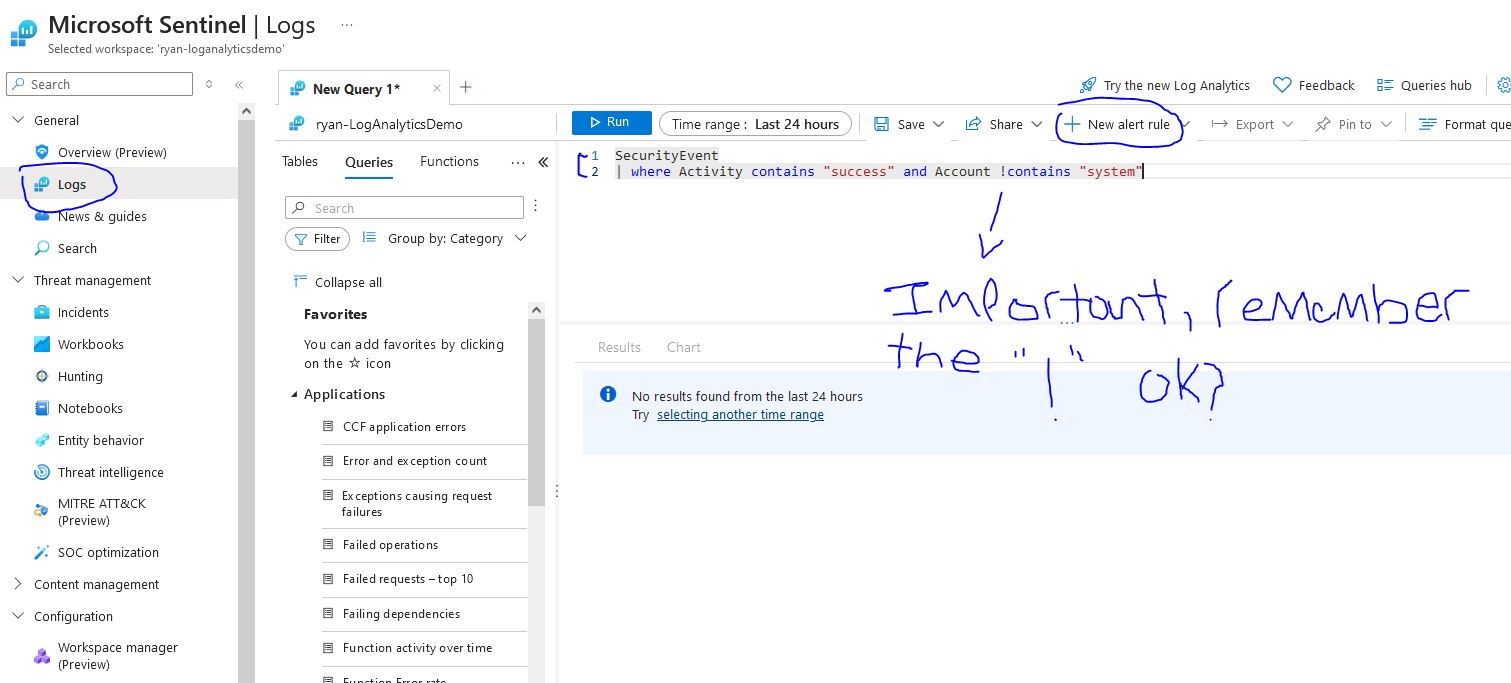 Microsoft Sentinel | Logs ...
Selected workspace: 'ryan-loganalyticsdemo'
Search
General
Overview (Preview)
Logs
News & guides
Search
Threat management
Incidents
Workbooks
Hunting
Notebooks
Entity behavior
Threat intelligence
MITRE ATT&CK
(Preview)
SOC optimization
Content management
Configuration
Workspace manager
(Preview)
New Query 1*
Try the new Log Analytics Feedback Queries hub
ryan-LogAnalyticsDemo
Run Time range : Last 24 hours Save Share New alert rule Export Pin to Format que
Tables Queries Functions ...
Search
Filter Group by: Category
Collapse all
Favorites
You can add favorites by clicking
on the ☆ icon
Applications
CCF application errors
Error and exception count
Exceptions causing request
failures
Failed operations
Failed requests – top 10
Failing dependencies
Function activity over time
Function Error rate
1 SecurityEvent
2 | where Activity contains "success" and Account !contains "system"
Important, remember
the "!" OK?
Results Chart
No results found from the last 24 hours
Try selecting another time range